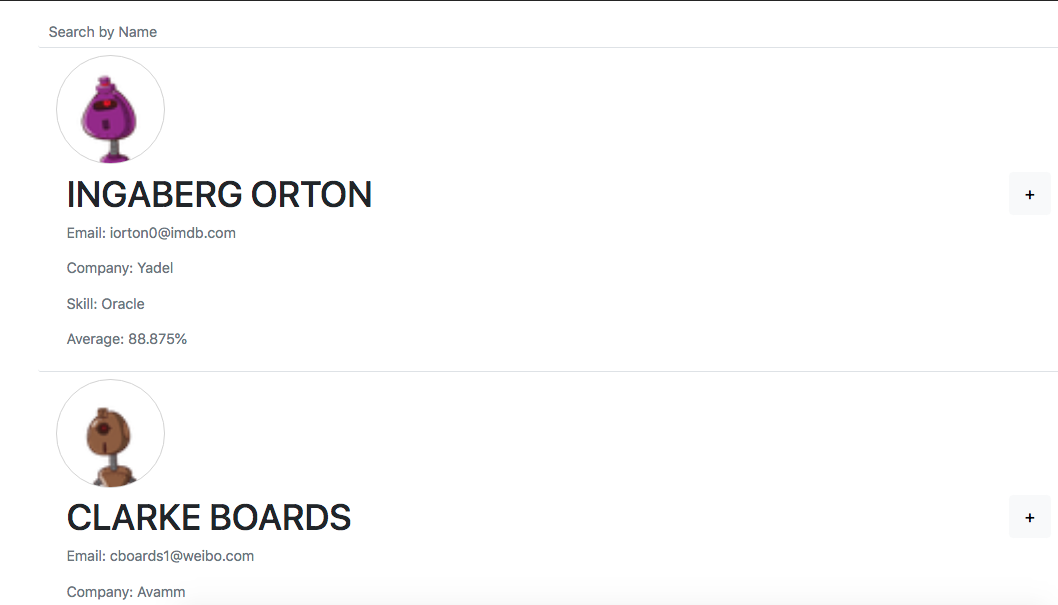 Search by Name
INGABERG ORTON
+
Email: iorton0@imdb.com
Company: Yadel
Skill: Oracle
Average: 88.875%
CLARKE BOARDS
+
Email: cboards1@weibo.com
Company: Avamm